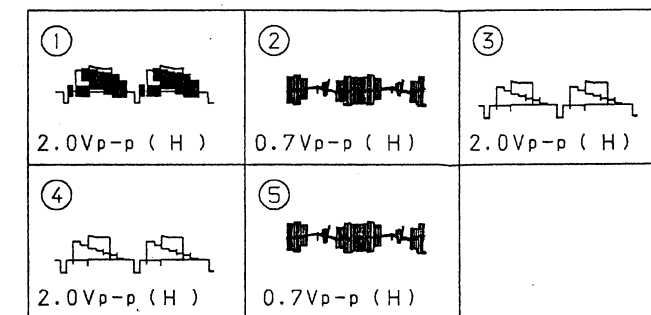 ① ② ③
2.0Vp-p ( H ) 0.7Vp-p ( H ) 2.0Vp-p ( H )
④ ⑤
2.0Vp-p ( H ) 0.7Vp-p ( H )